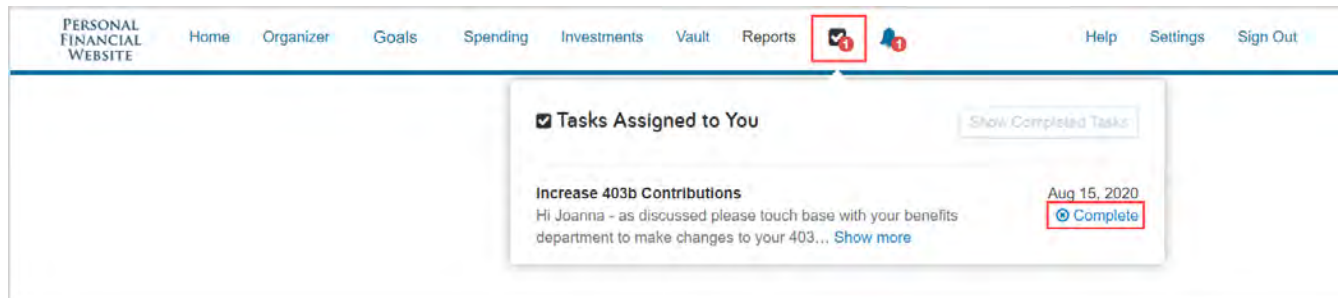 PERSONAL
FINANCIAL
WEBSITE
Home Organizer Goals Spending Investments Vault Reports 1 1 Help Settings Sign Out
Tasks Assigned to You Show Completed Tasks
Increase 403b Contributions Aug 15, 2020
Hi Joanna - as discussed please touch base with your benefits Complete
department to make changes to your 403... Show more